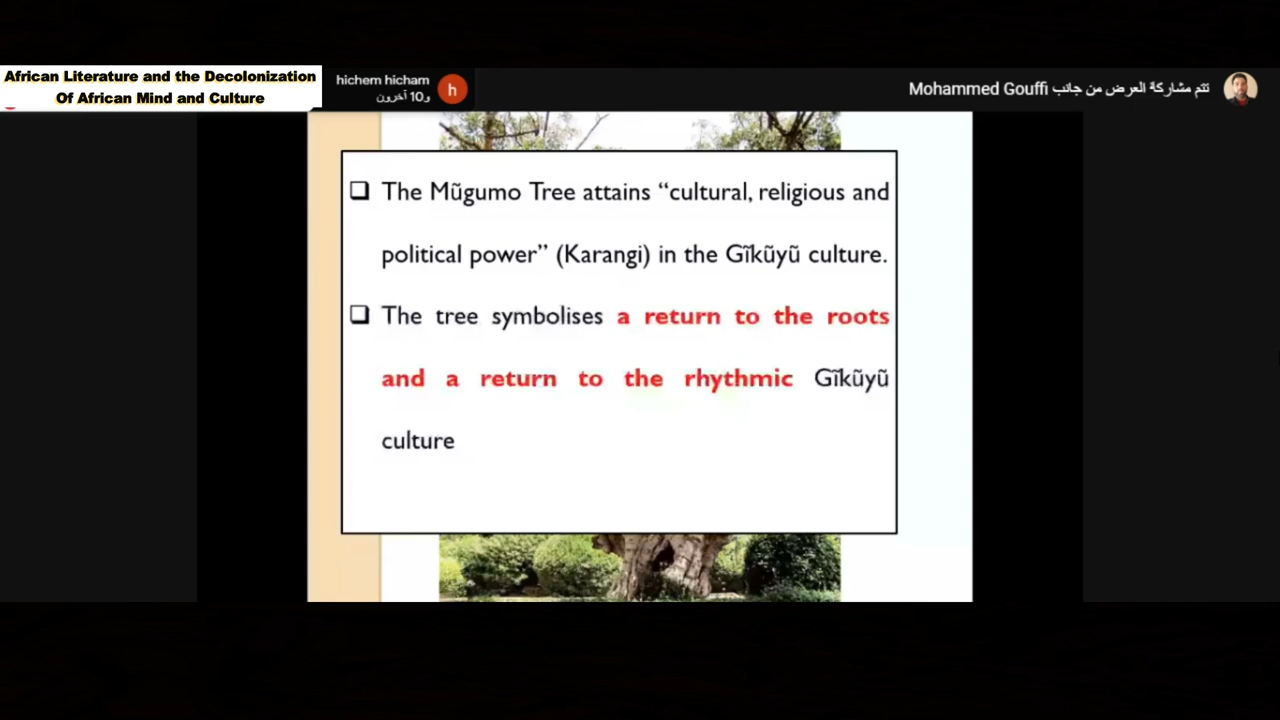 African Literature and the Decolonization
Of African Mind and Culture
hichem hicham
و10 آخرون
h
تتم مشاركة العرض من جانب Mohammed Gouffi
❑ The Mũgumo Tree attains “cultural, religious and
political power” (Karangi) in the Gĩkũyũ culture.
❑ The tree symbolises a return to the roots
and a return to the rhythmic Gĩkũyũ
culture